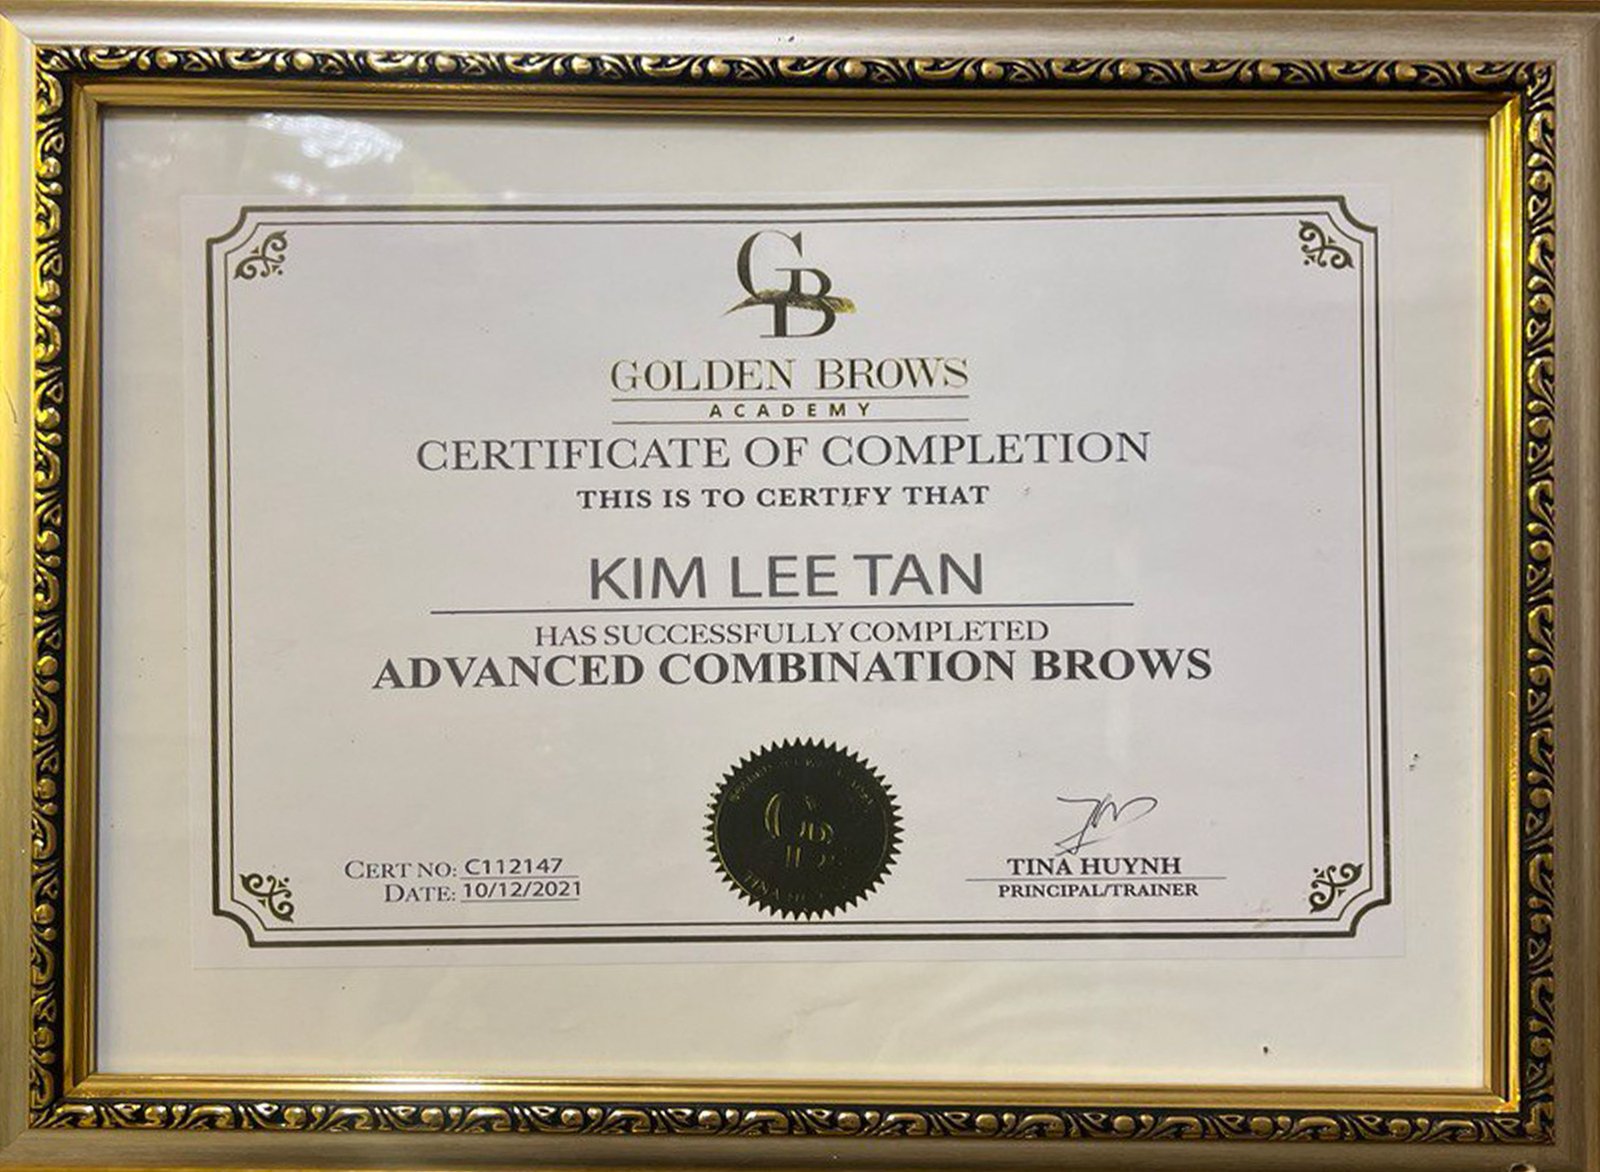 GB
GOLDEN BROWS
ACADEMY
CERTIFICATE OF COMPLETION
THIS IS TO CERTIFY THAT
KIM LEE TAN
HAS SUCCESSFULLY COMPLETED
ADVANCED COMBINATION BROWS
CERT NO: C112147
DATE: 10/12/2021
GB
TINA HUYNH
PRINCIPAL/TRAINER